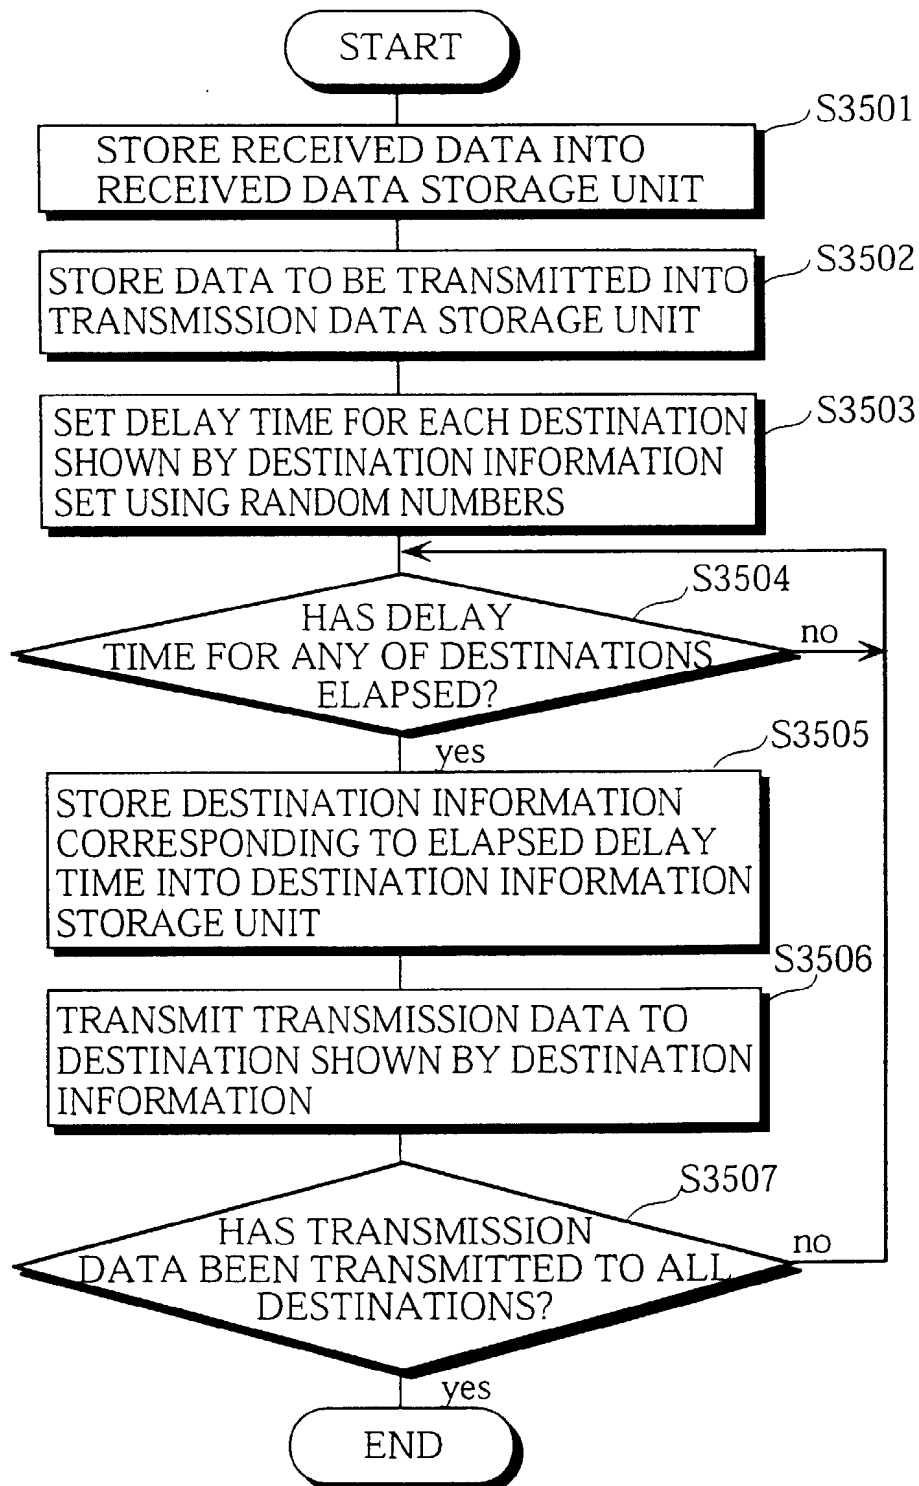 START
S3501
STORE RECEIVED DATA INTO
RECEIVED DATA STORAGE UNIT
S3502
STORE DATA TO BE TRANSMITTED INTO
TRANSMISSION DATA STORAGE UNIT
S3503
SET DELAY TIME FOR EACH DESTINATION
SHOWN BY DESTINATION INFORMATION
SET USING RANDOM NUMBERS
S3504
HAS DELAY
TIME FOR ANY OF DESTINATIONS
ELAPSED?
no
yes
S3505
STORE DESTINATION INFORMATION
CORRESPONDING TO ELAPSED DELAY
TIME INTO DESTINATION INFORMATION
STORAGE UNIT
S3506
TRANSMIT TRANSMISSION DATA TO
DESTINATION SHOWN BY DESTINATION
INFORMATION
S3507
HAS TRANSMISSION
DATA BEEN TRANSMITTED TO ALL
DESTINATIONS?
no
yes
END